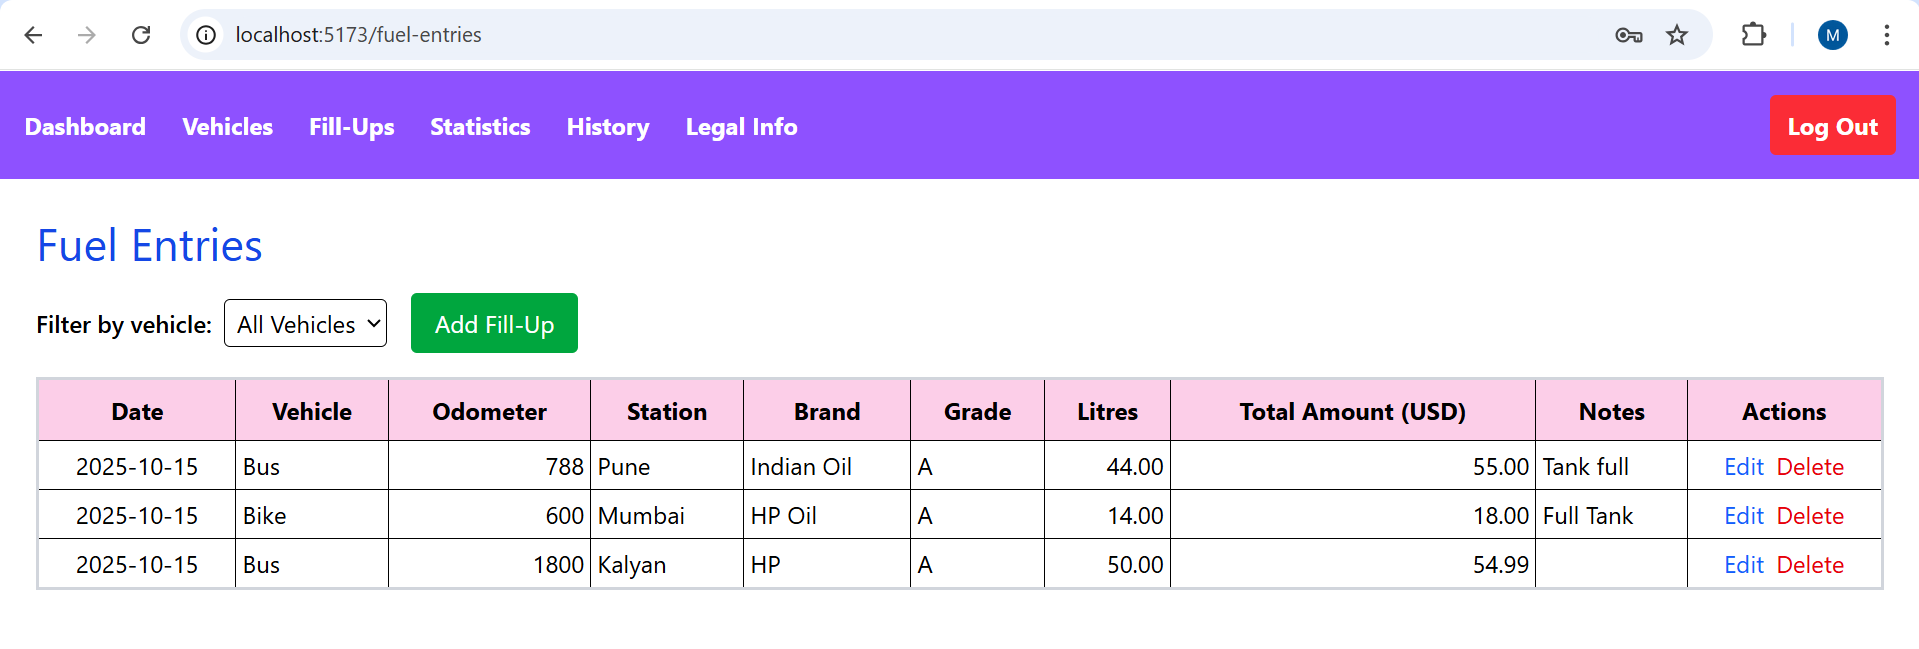 localhost:5173/fuel-entries
M
Dashboard Vehicles Fill-Ups Statistics History Legal Info Log Out
Fuel Entries
Filter by vehicle: All Vehicles Add Fill-Up
Date Vehicle Odometer Station Brand Grade Litres Total Amount (USD) Notes Actions
2025-10-15 Bus 788 Pune Indian Oil A 44.00 55.00 Tank full Edit Delete
2025-10-15 Bike 600 Mumbai HP Oil A 14.00 18.00 Full Tank Edit Delete
2025-10-15 Bus 1800 Kalyan HP A 50.00 54.99 Edit Delete